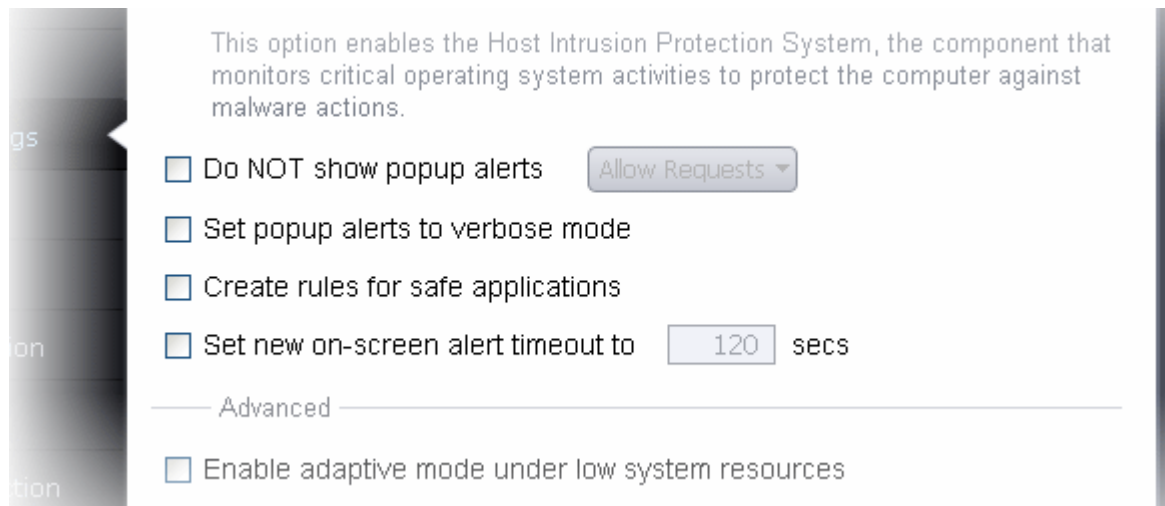 This option enables the Host Intrusion Protection System, the component that
monitors critical operating system activities to protect the computer against
malware actions.
gs
Do NOT show popup alerts Allow Requests
Set popup alerts to verbose mode
Create rules for safe applications
Set new on-screen alert timeout to 120 secs
ion
Advanced
Enable adaptive mode under low system resources
ction